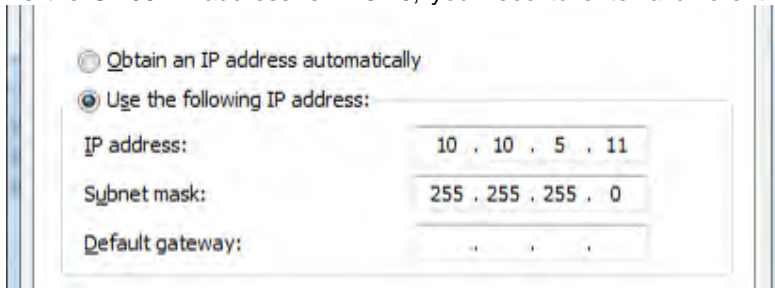 Obtain an IP address automatically
Use the following IP address:
IP address: 10 . 10 . 5 . 11
Subnet mask: 255 . 255 . 255 . 0
Default gateway: . . .